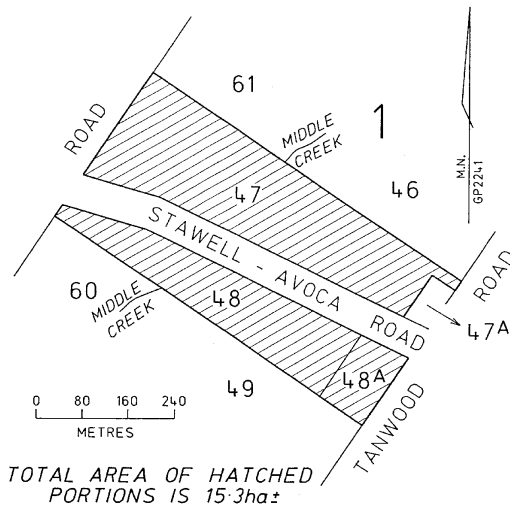 61
1
ROAD
MIDDLE
CREEK
M.N.
GP2241
46
47
STAWELL - AVOCA ROAD
ROAD
60
MIDDLE
CREEK
48
47A
49
48A
TANWOOD
0 80 160 240
METRES
TOTAL AREA OF HATCHED
PORTIONS IS 15·3ha±